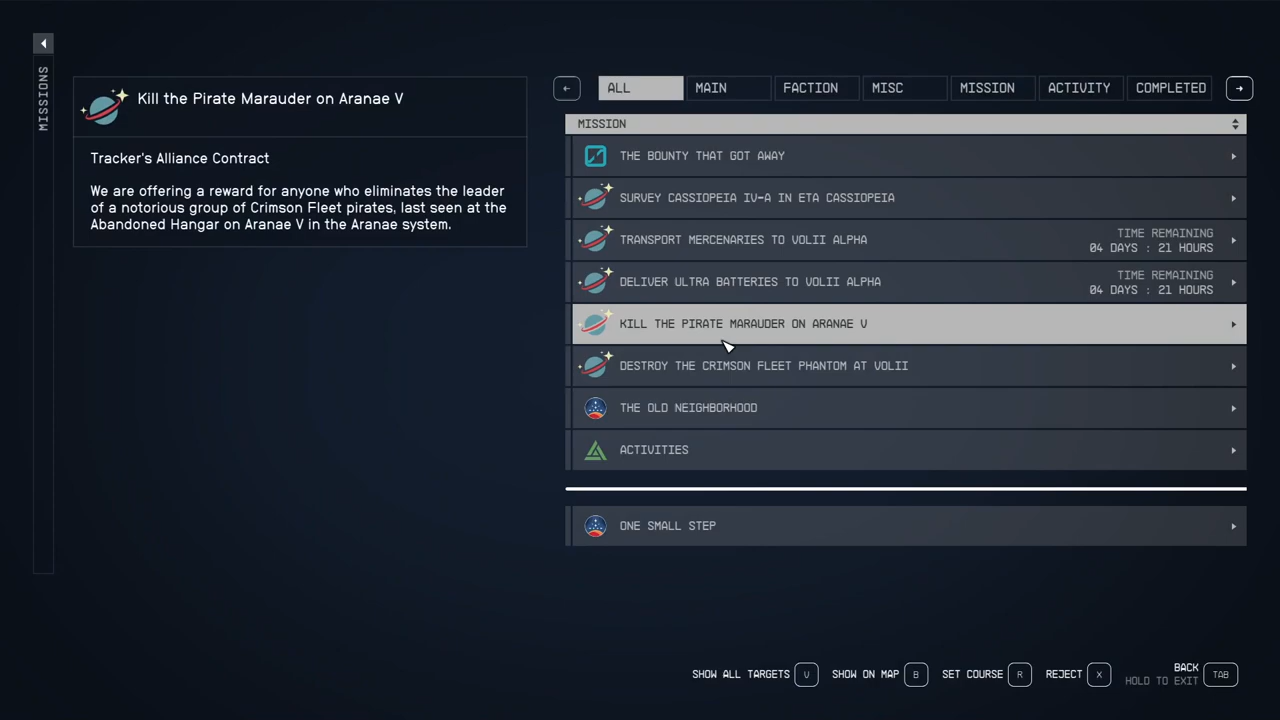 MISSIONS
Kill the Pirate Marauder on Aranae V
Tracker's Alliance Contract
We are offering a reward for anyone who eliminates the leader
of a notorious group of Crimson Fleet pirates, last seen at the
Abandoned Hangar on Aranae V in the Aranae system.
ALL MAIN FACTION MISC MISSION ACTIVITY COMPLETED
MISSION
THE BOUNTY THAT GOT AWAY
SURVEY CASSIOPEIA IV-A IN ETA CASSIOPEIA
TRANSPORT MERCENARIES TO VOLII ALPHA
TIME REMAINING
04 DAYS : 21 HOURS
DELIVER ULTRA BATTERIES TO VOLII ALPHA
TIME REMAINING
04 DAYS : 21 HOURS
KILL THE PIRATE MARAUDER ON ARANAE V
DESTROY THE CRIMSON FLEET PHANTOM AT VOLII
THE OLD NEIGHBORHOOD
ACTIVITIES
ONE SMALL STEP
SHOW ALL TARGETS V SHOW ON MAP B SET COURSE R REJECT X BACK TAB
HOLD TO EXIT